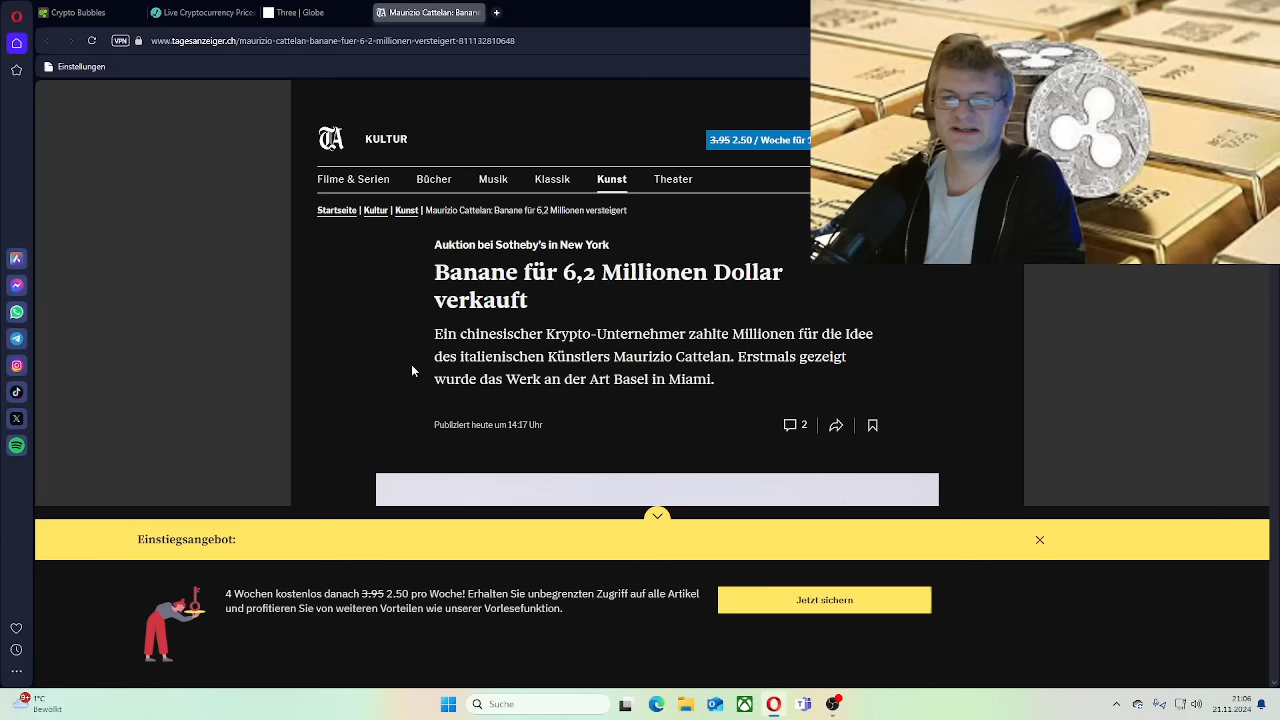 Crypto Bubbles
Live Cryptocurrency Price
Three | Globe
Maurizio Cattelan: Banan
VPN
www.tagesanzeiger.ch/maurizio-cattelan-banane-fuer-6-2-millionen-versteigert-811132810648
Einstellungen
TA
KULTUR
3.95 2.50 / Woche für 1
Filme & Serien
Bücher
Musik
Klassik
Kunst
Theater
Startseite | Kultur | Kunst | Maurizio Cattelan: Banane für 6,2 Millionen versteigert
Auktion bei Sotheby's in New York
Banane für 6,2 Millionen Dollar
verkauft
Ein chinesischer Krypto-Unternehmer zahlte Millionen für die Idee
des italienischen Künstlers Maurizio Cattelan. Erstmals gezeigt
wurde das Werk an der Art Basel in Miami.
Publiziert heute um 14:17 Uhr
2
Einstiegsangebot:
4 Wochen kostenlos danach 3.95 2.50 pro Woche! Erhalten Sie unbegrenzten Zugriff auf alle Artikel
und profitieren Sie von weiteren Vorteilen wie unserer Vorlesefunktion.
Jetzt sichern
9+
1°C
Bewölkt
Suche
21:06
21.11.2024